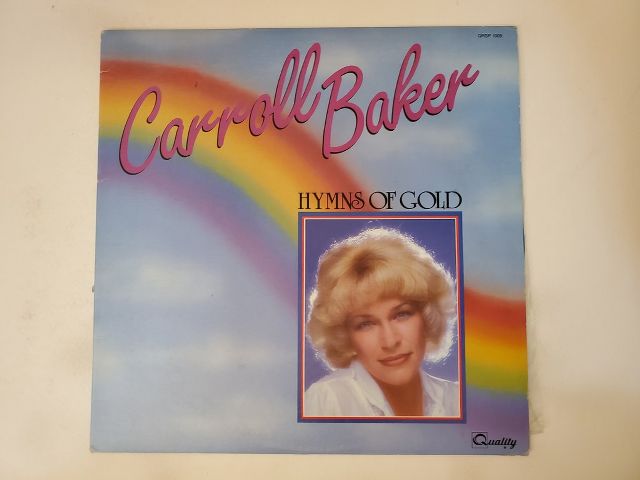 Carroll Baker
HYMNS OF GOLD
Quality